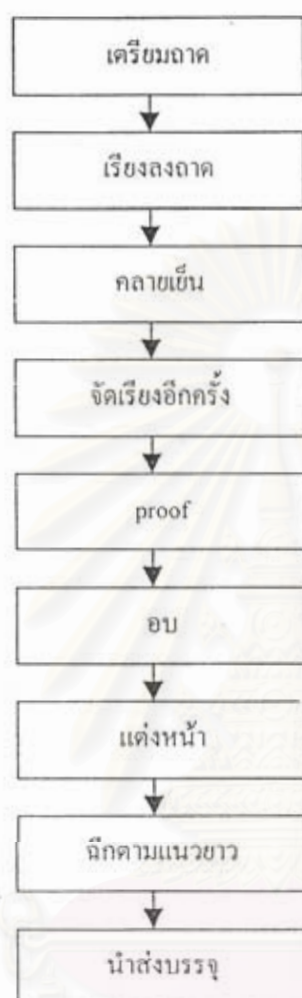 เตรียมถาด
เรียงลงถาด
คลายเย็น
จัดเรียงอีกครั้ง
proof
อบ
แต่งหน้า
ฉีกตามแนวยาว
นำส่งบรรจุ